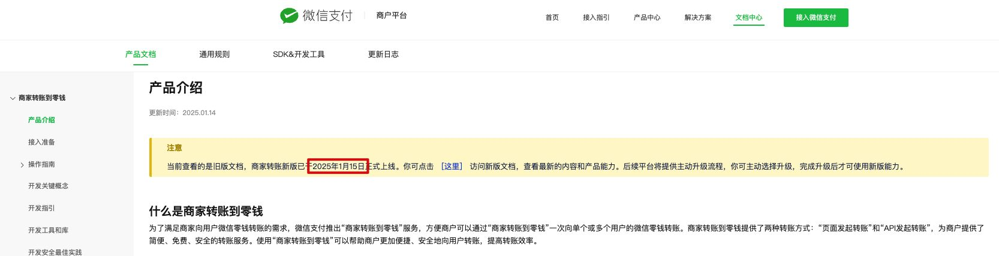 微信支付 商户平台 首页 接入指引 产品中心 解决方案 文档中心 接入微信支付
产品文档 通用规则 SDK&开发工具 更新日志
商家转账到零钱
产品介绍
接入准备
操作指南
开发关键概念
开发指引
开发工具和库
开发安全最佳实践
产品介绍
更新时间：2025.01.14
注意
当前查看的是旧版文档，商家转账新版已于2025年1月15日正式上线。你可点击 [这里] 访问新版文档，查看最新的内容和产品能力。后续平台将提供主动升级流程，你可主动选择升级，完成升级后才可使用新版能力。
什么是商家转账到零钱
为了满足商家向用户微信零钱转账的需求，微信支付推出“商家转账到零钱”服务，方便商户可以通过“商家转账到零钱”一次向单个或多个用户的微信零钱转账。商家转账到零钱提供了两种转账方式：“页面发起转账”和“API发起转账”，为商户提供了
简便、免费、安全的转账服务。使用“商家转账到零钱”可以帮助商户更加便捷、安全地向用户转账，提高转账效率。